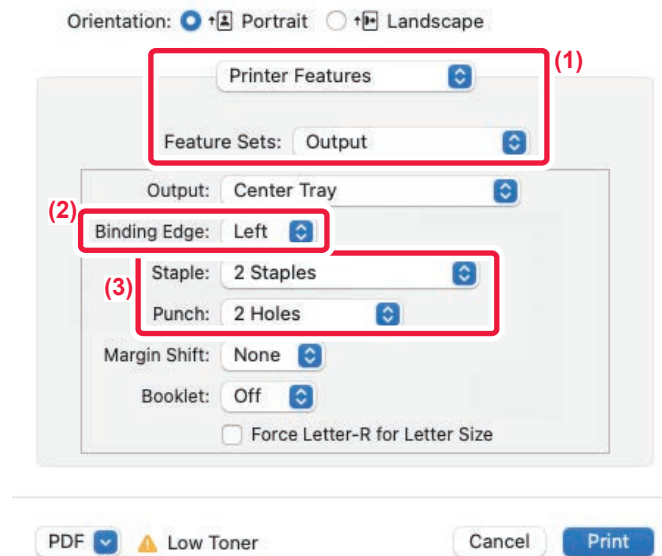 Orientation: Portrait Landscape
(1)
Printer Features
Feature Sets: Output
Output: Center Tray
(2)
Binding Edge: Left
(3)
Staple: 2 Staples
Punch: 2 Holes
Margin Shift: None
Booklet: Off
Force Letter-R for Letter Size
PDF Low Toner Cancel Print